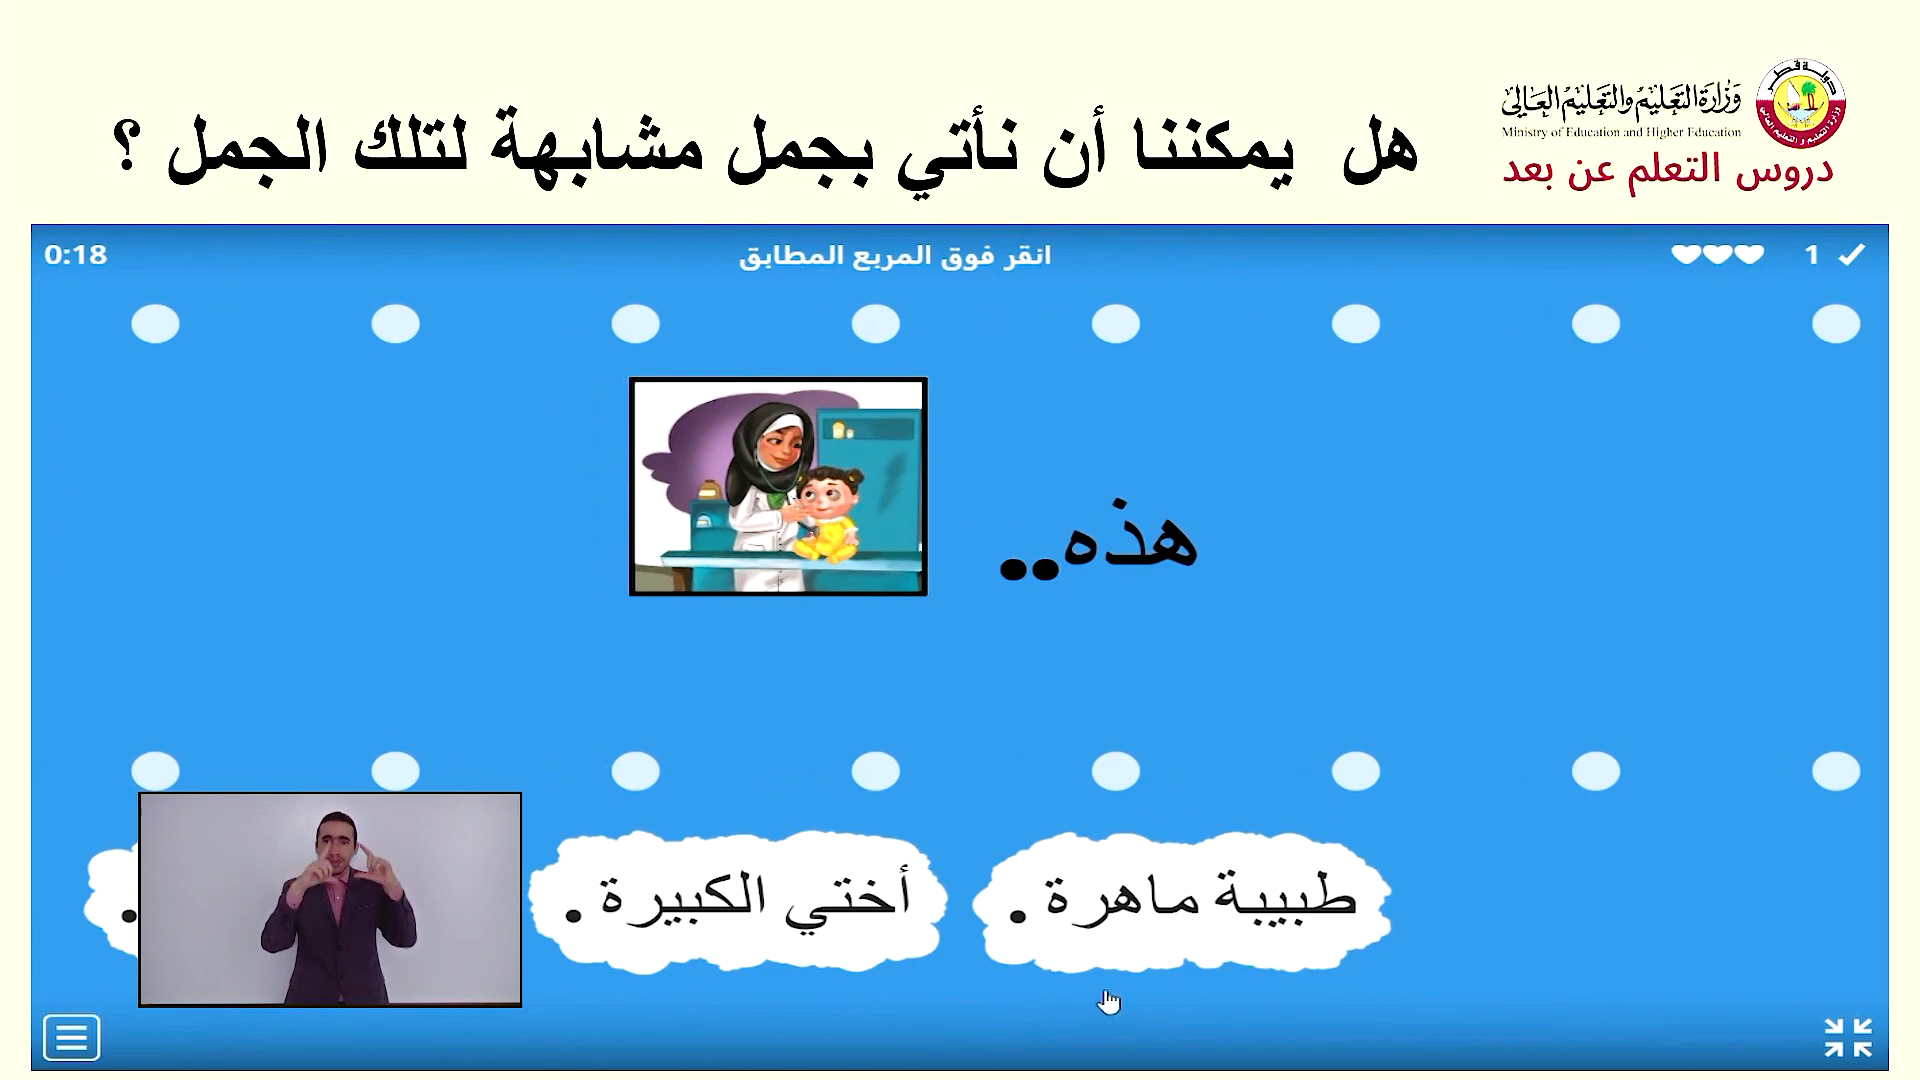 وزارة التعليم والتعليم العالي
Ministry of Education and Higher Education
دروس التعلم عن بعد
هل يمكننا أن نأتي بجمل مشابهة لتلك الجمل ؟
1
انقر فوق المربع المطابق
0:18
هذه..
طبيبة ماهرة .
أختي الكبيرة .
.